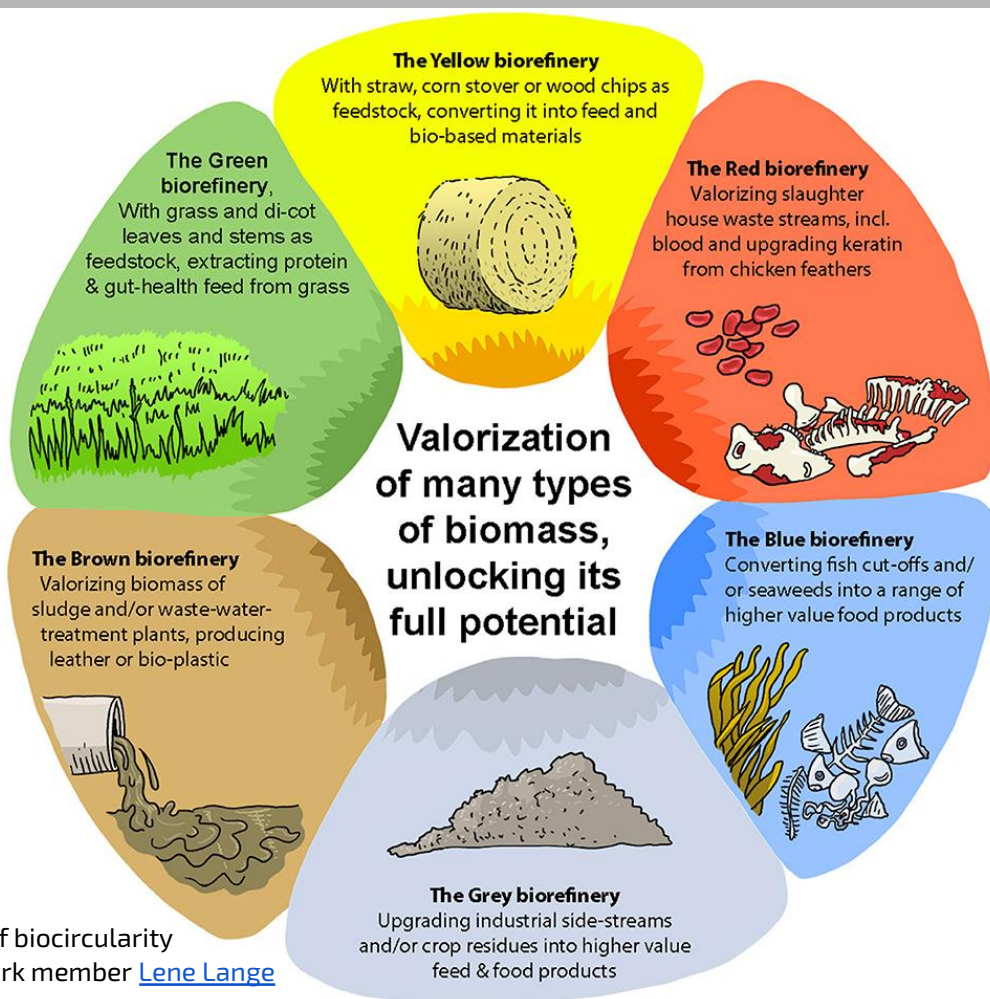 The Yellow biorefinery
With straw, corn stover or wood chips as
feedstock, converting it into feed and
bio-based materials
The Green
biorefinery,
With grass and di-cot
leaves and stems as
feedstock, extracting protein
& gut-health feed from grass
The Red biorefinery
Valorizing slaughter
house waste streams, incl.
blood and upgrading keratin
from chicken feathers
Valorization
of many types
of biomass,
unlocking its
full potential
The Brown biorefinery
Valorizing biomass of
sludge and/or waste-water-
treatment plants, producing
leather or bio-plastic
The Blue biorefinery
Converting fish cut-offs and/
or seaweeds into a range of
higher value food products
The Grey biorefinery
Upgrading industrial side-streams
and/or crop residues into higher value
feed & food products
biocircularity
member Lene Lange